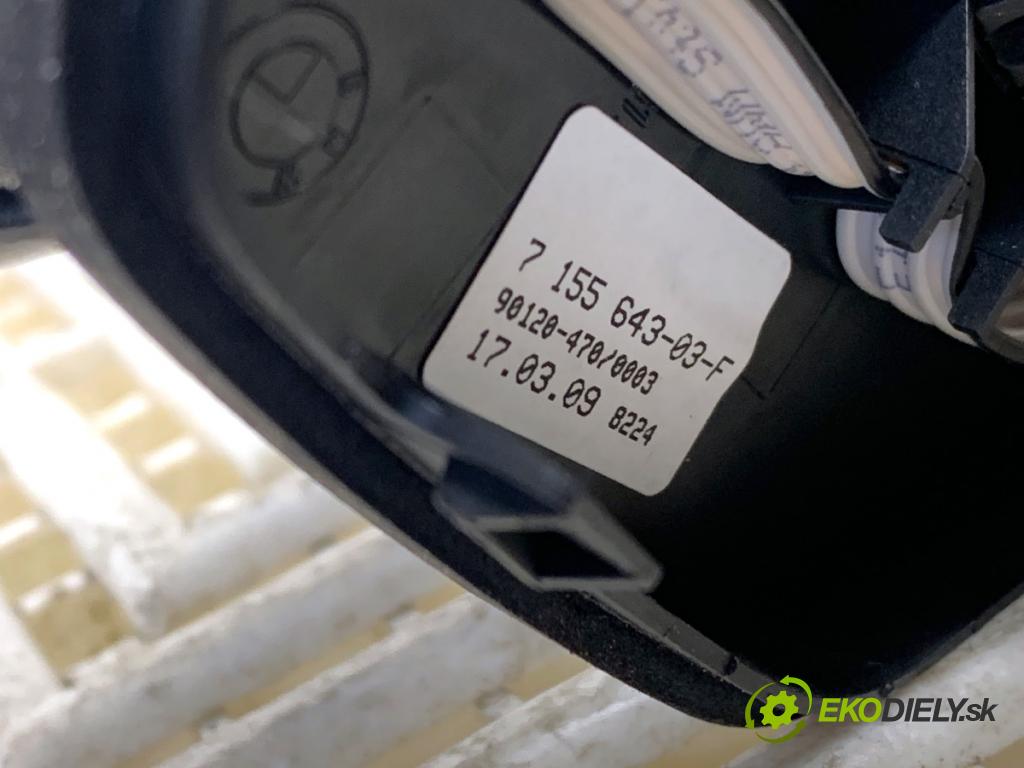 7 155 643-03-F
90120-470/0003
17.03.09 8224
EKODIELY.sk